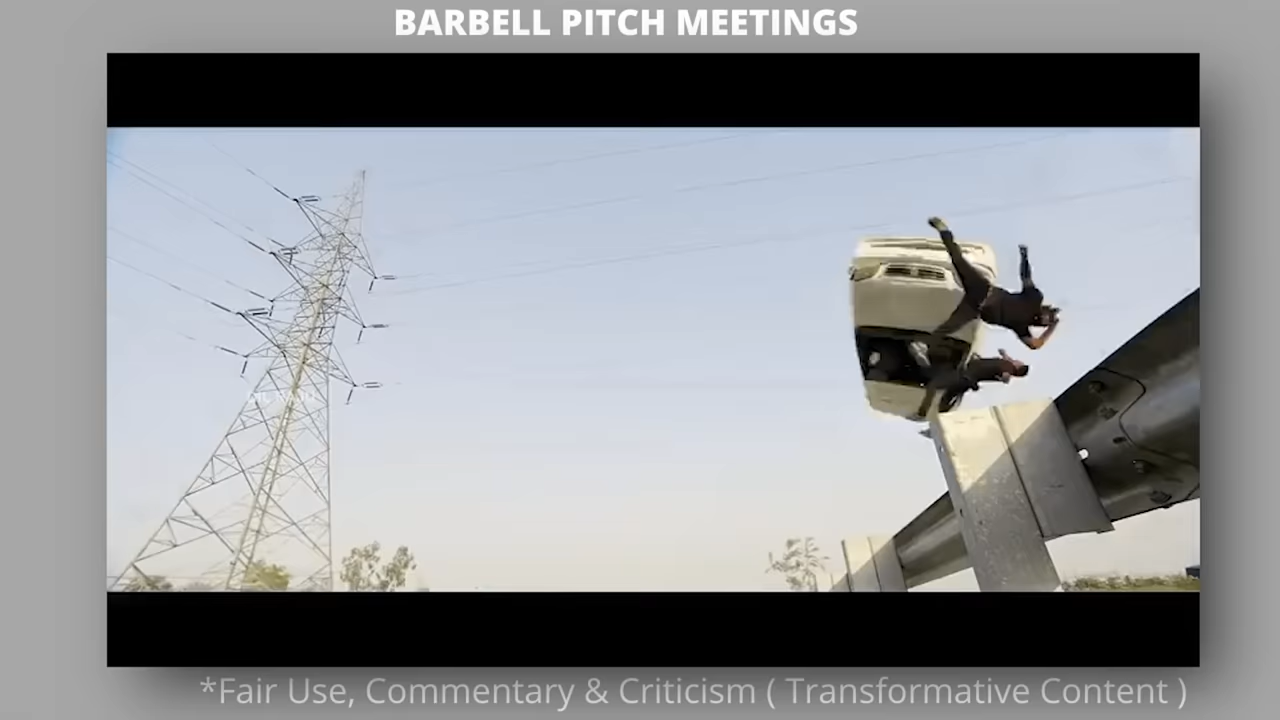 BARBELL PITCH MEETINGS
*Fair Use, Commentary & Criticism ( Transformative Content )